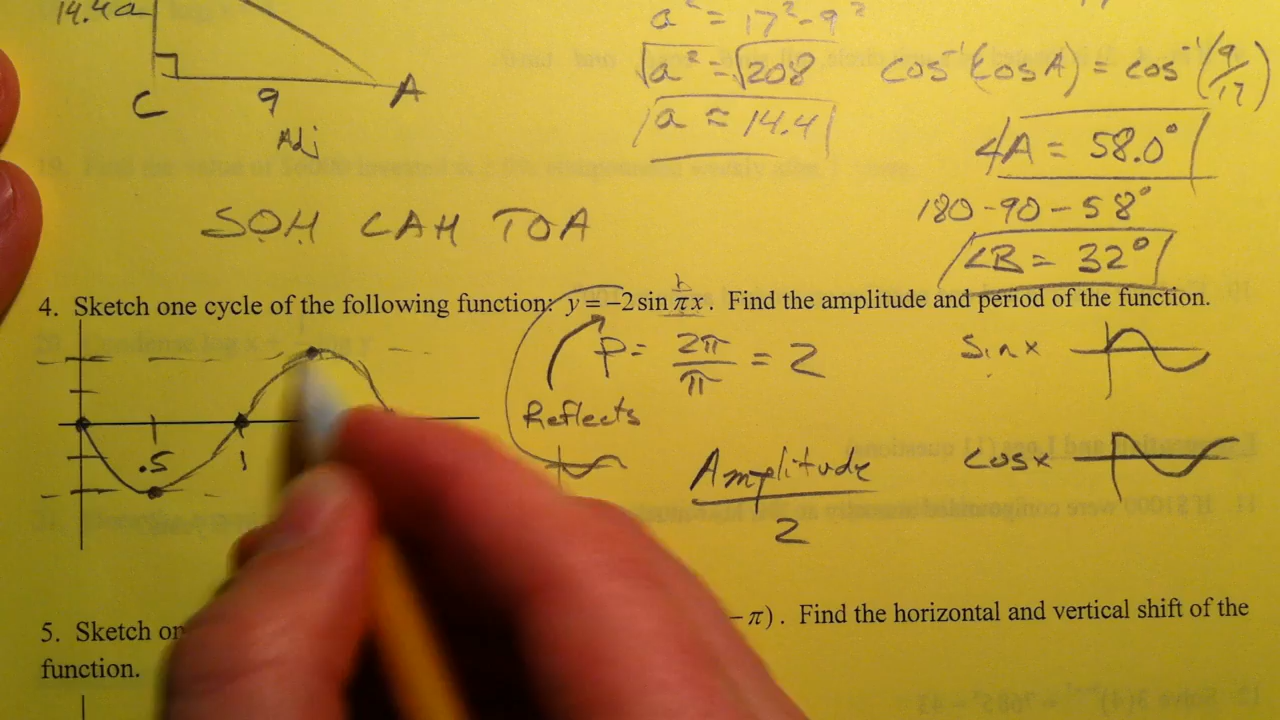 14.4 a
C
9
A
Adj
a² = 17² - 9²
√a² = √208
a ≈ 14.4
cos⁻¹(cos A) = cos⁻¹(9/17)
∠A = 58.0°
180-90-58°
∠B = 32°
SOH CAH TOA
b
4. Sketch one cycle of the following function: y = −2 sin πx. Find the amplitude and period of the function.
P = 2π/π = 2
Sin x
Reflects
.5
1
Amplitude
2
Cos x
5. Sketch on
− π). Find the horizontal and vertical shift of the
function.